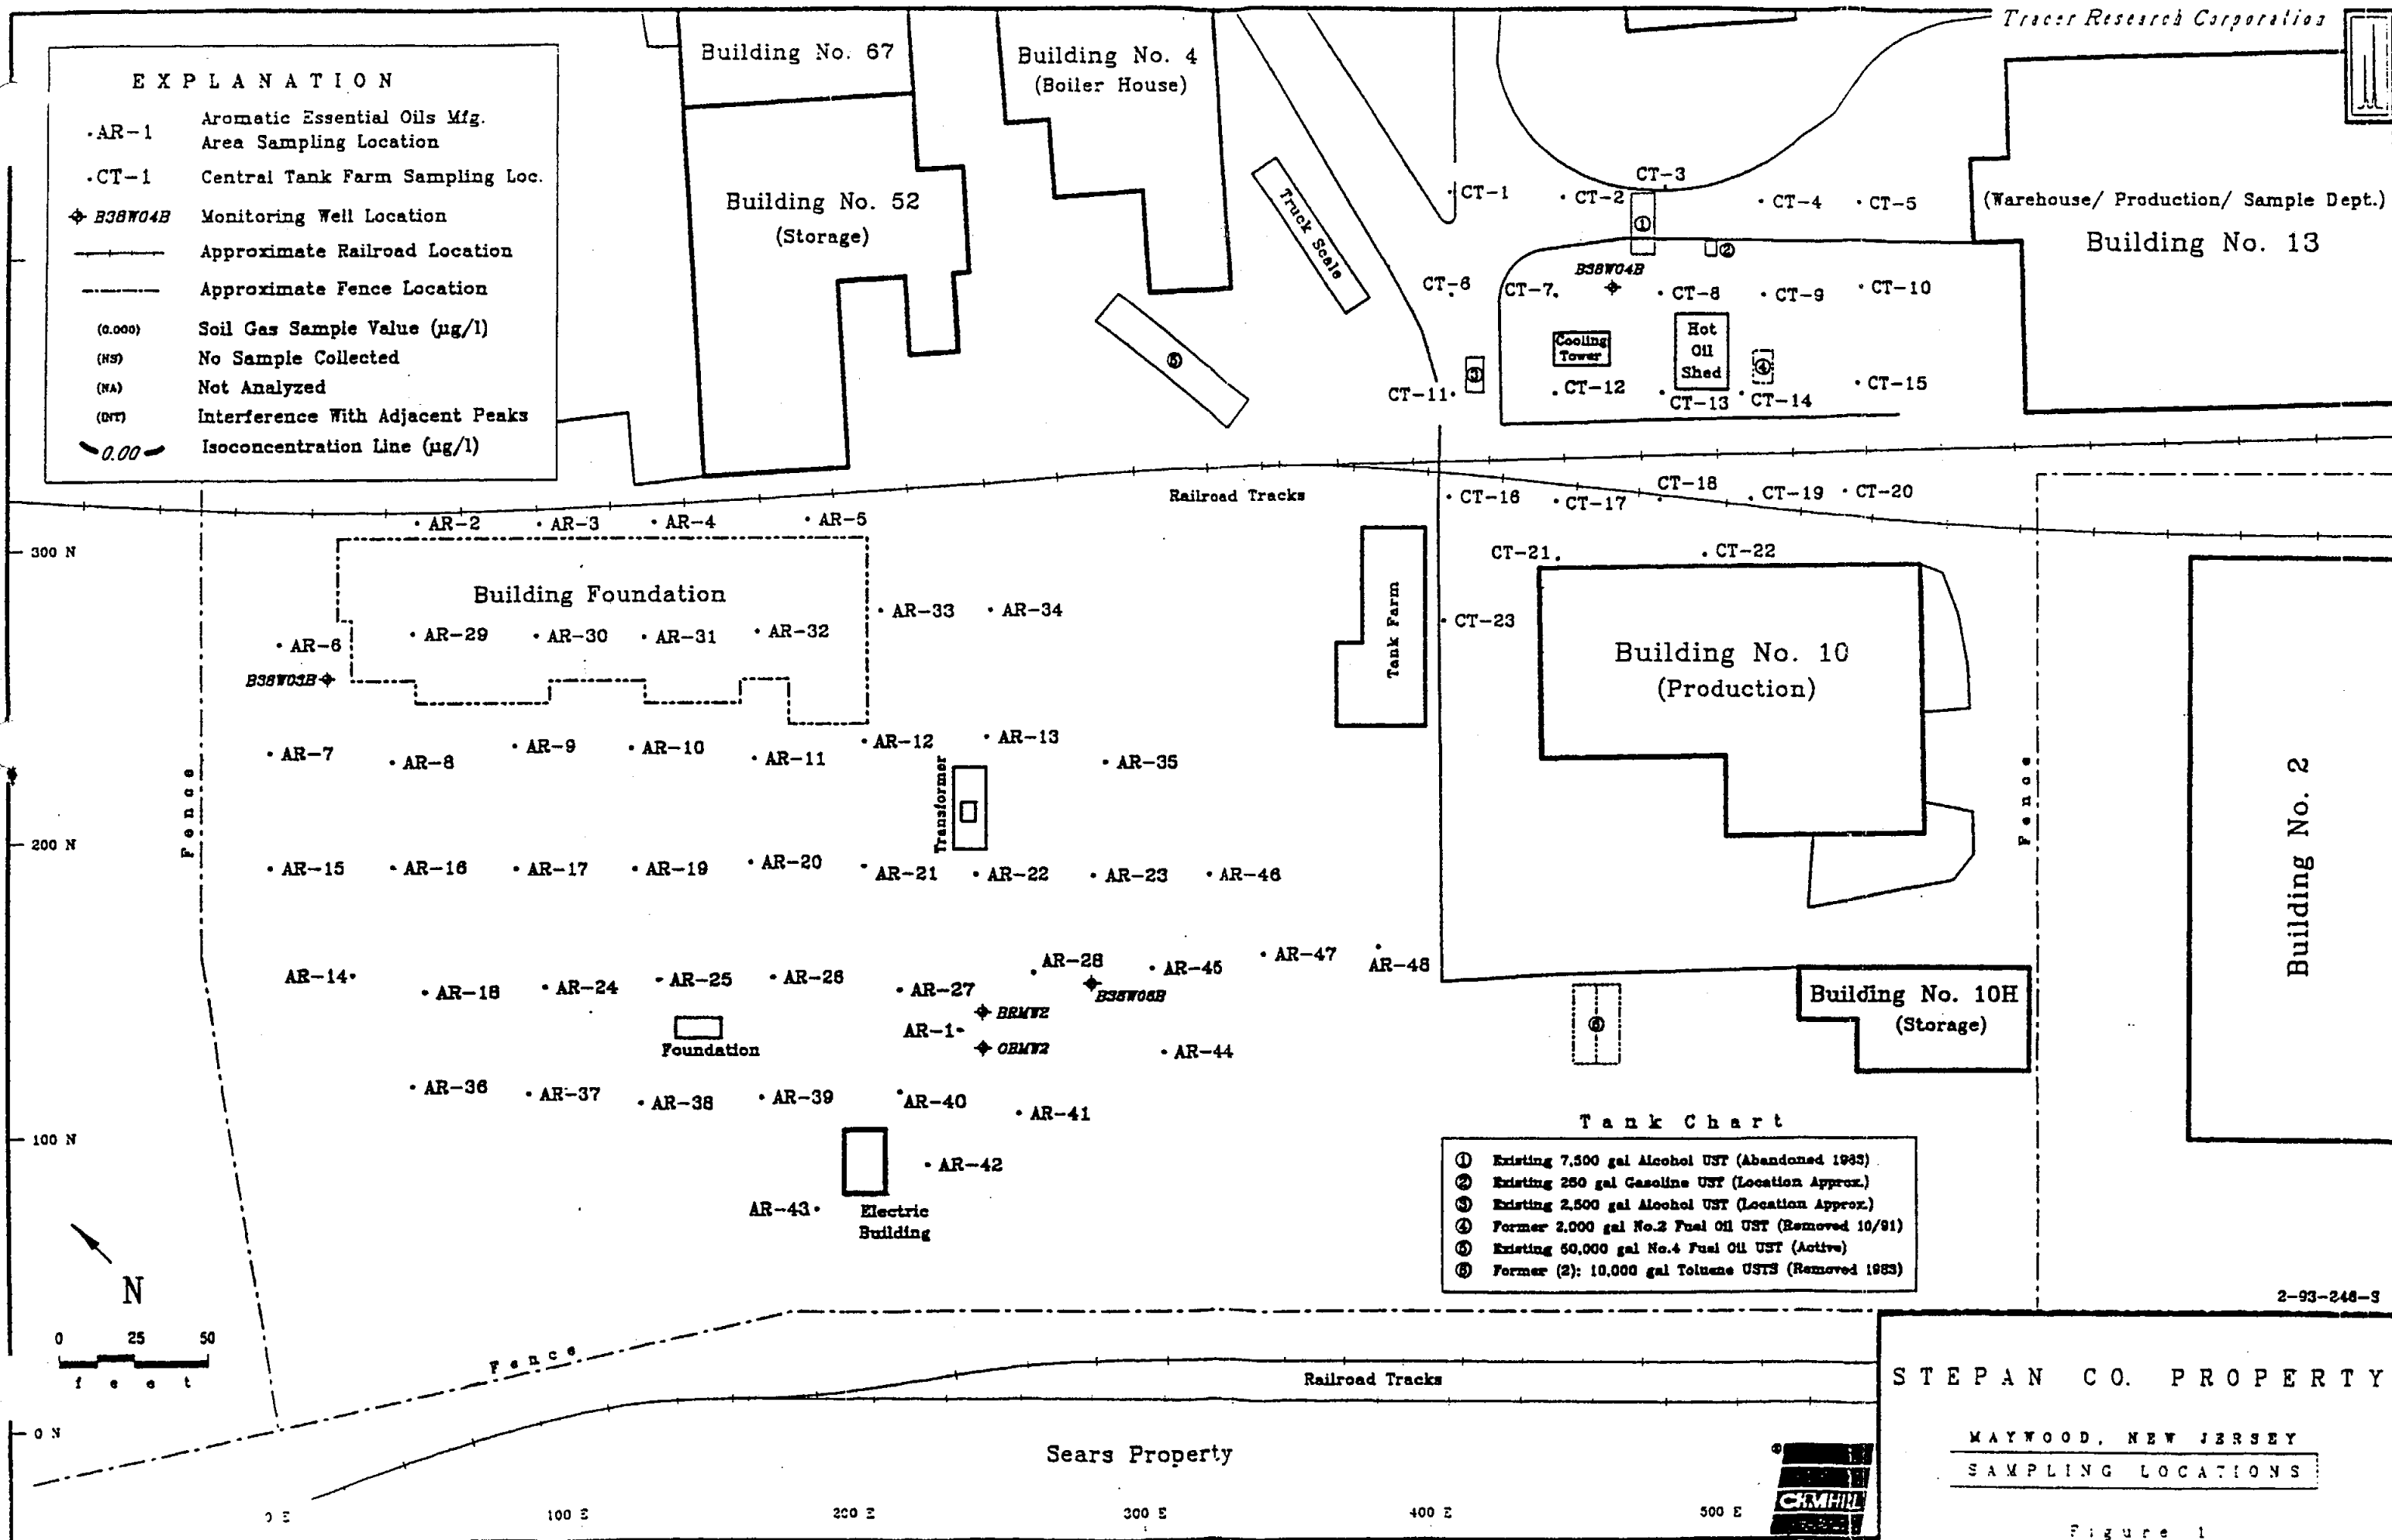 Tracer Research Corporation
EXPLANATION
AR-1 Aromatic Essential Oils Mfg.
Area Sampling Location
CT-1 Central Tank Farm Sampling Loc.
B38W04B Monitoring Well Location
Approximate Railroad Location
Approximate Fence Location
(0.000) Soil Gas Sample Value (µg/l)
(NS) No Sample Collected
(NA) Not Analyzed
(INT) Interference With Adjacent Peaks
0.00 Isoconcentration Line (µg/l)
Building No. 67
Building No. 4
(Boiler House)
Building No. 52
(Storage)
Truck Scale
⑤
CT-1
CT-2
CT-3
CT-4
CT-5
①
②
(Warehouse/ Production/ Sample Dept.)
Building No. 13
B38W04B
CT-6
CT-7
CT-8
CT-9
CT-10
Cooling
Tower
Hot
Oil
Shed
③
④
CT-11
CT-12
CT-13
CT-14
CT-15
Railroad Tracks
CT-16
CT-17
CT-18
CT-19
CT-20
AR-2
AR-3
AR-4
AR-5
300 N
CT-21
CT-22
Building Foundation
AR-33
AR-34
Tank Farm
CT-23
AR-6
AR-29
AR-30
AR-31
AR-32
B38W03B
Building No. 10
(Production)
AR-7
AR-8
AR-9
AR-10
AR-11
AR-12
AR-13
AR-35
Fence
Transformer
Fence
Building No. 2
200 N
AR-15
AR-16
AR-17
AR-19
AR-20
AR-21
AR-22
AR-23
AR-46
AR-14
AR-18
AR-24
AR-25
AR-26
AR-27
AR-28
AR-45
AR-47
AR-48
B38W06B
BRMW2
AR-1
OBMW2
AR-44
Foundation
⑥
Building No. 10H
(Storage)
AR-36
AR-37
AR-38
AR-39
AR-40
AR-41
100 N
AR-42
AR-43
Electric
Building
Tank Chart
① Existing 7,500 gal Alcohol UST (Abandoned 1983)
② Existing 250 gal Gasoline UST (Location Approx.)
③ Existing 2,500 gal Alcohol UST (Location Approx.)
④ Former 2,000 gal No.2 Fuel Oil UST (Removed 10/91)
⑤ Existing 50,000 gal No.4 Fuel Oil UST (Active)
⑥ Former (2): 10,000 gal Toluene USTS (Removed 1983)
N
0 25 50
feet
Fence
2-93-246-S
Railroad Tracks
0 N
Sears Property
0 E
100 E
200 E
300 E
400 E
500 E
CH2M HILL
STEPAN CO. PROPERTY
MAYWOOD, NEW JERSEY
SAMPLING LOCATIONS
Figure 1